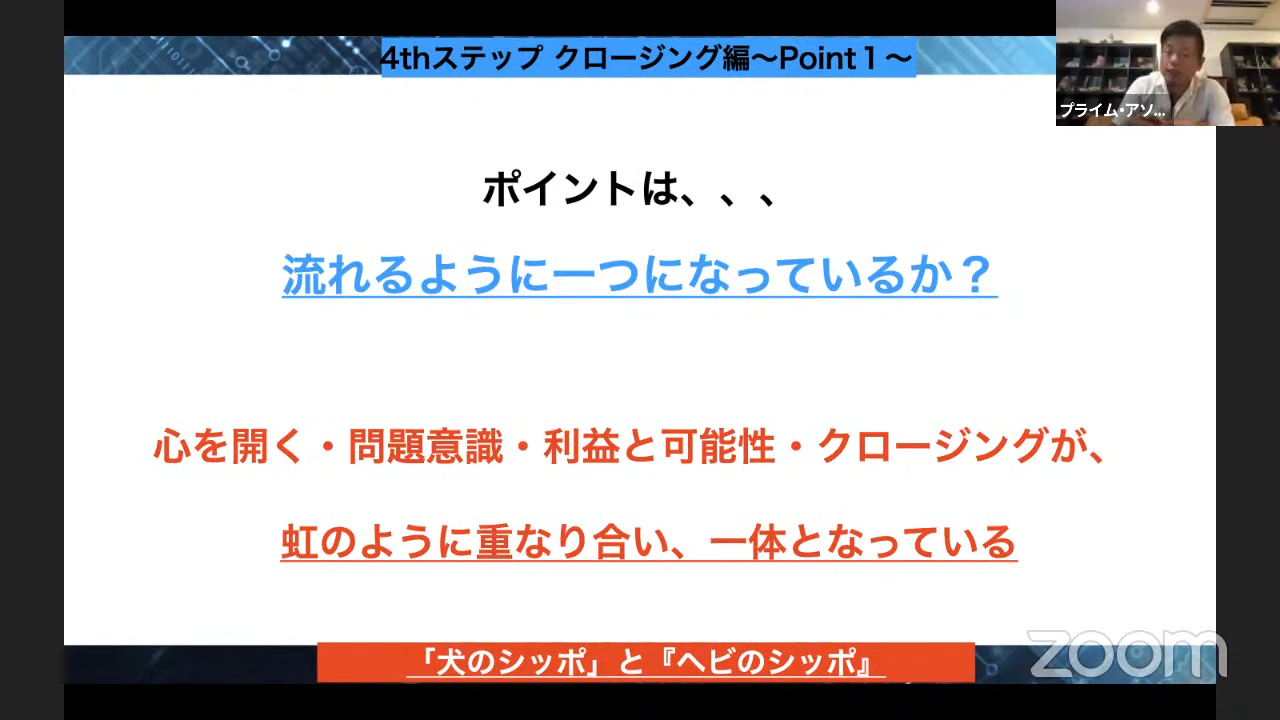 4thステップ クロージング編〜Point１〜
プライム・アソ...
ポイントは、、、
流れるように一つになっているか？
心を開く・問題意識・利益と可能性・クロージングが、
虹のように重なり合い、一体となっている
「犬のシッポ」と『ヘビのシッポ』
zoom